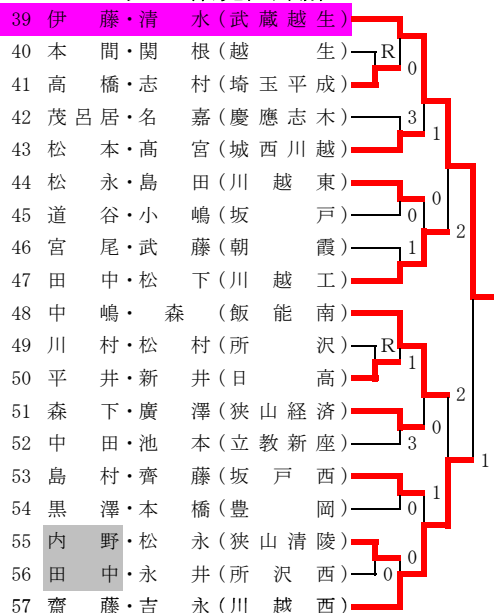 39 伊藤・清水(武蔵越生)
40 本間・関根(越生) R
0
41 高橋・志村(埼玉平成)
42 茂呂居・名嘉(慶應志木) 3
1
43 松本・髙宮(城西川越)
44 松永・島田(川越東)
0
45 道谷・小嶋(坂戸) 0
2
46 宮尾・武藤(朝霞) 1
47 田中・松下(川越工)
48 中嶋・森(飯能南)
49 川村・松村(所沢) R
1
50 平井・新井(日高)
2
51 森下・廣澤(狭山経済)
0
52 中田・池本(立教新座) 3
1
53 島村・齊藤(坂戸西)
1
54 黒澤・本橋(豊岡) 0
55 内野・松永(狭山清陵)
0
56 田中・永井(所沢西) 0
57 齋藤・吉永(川越西)